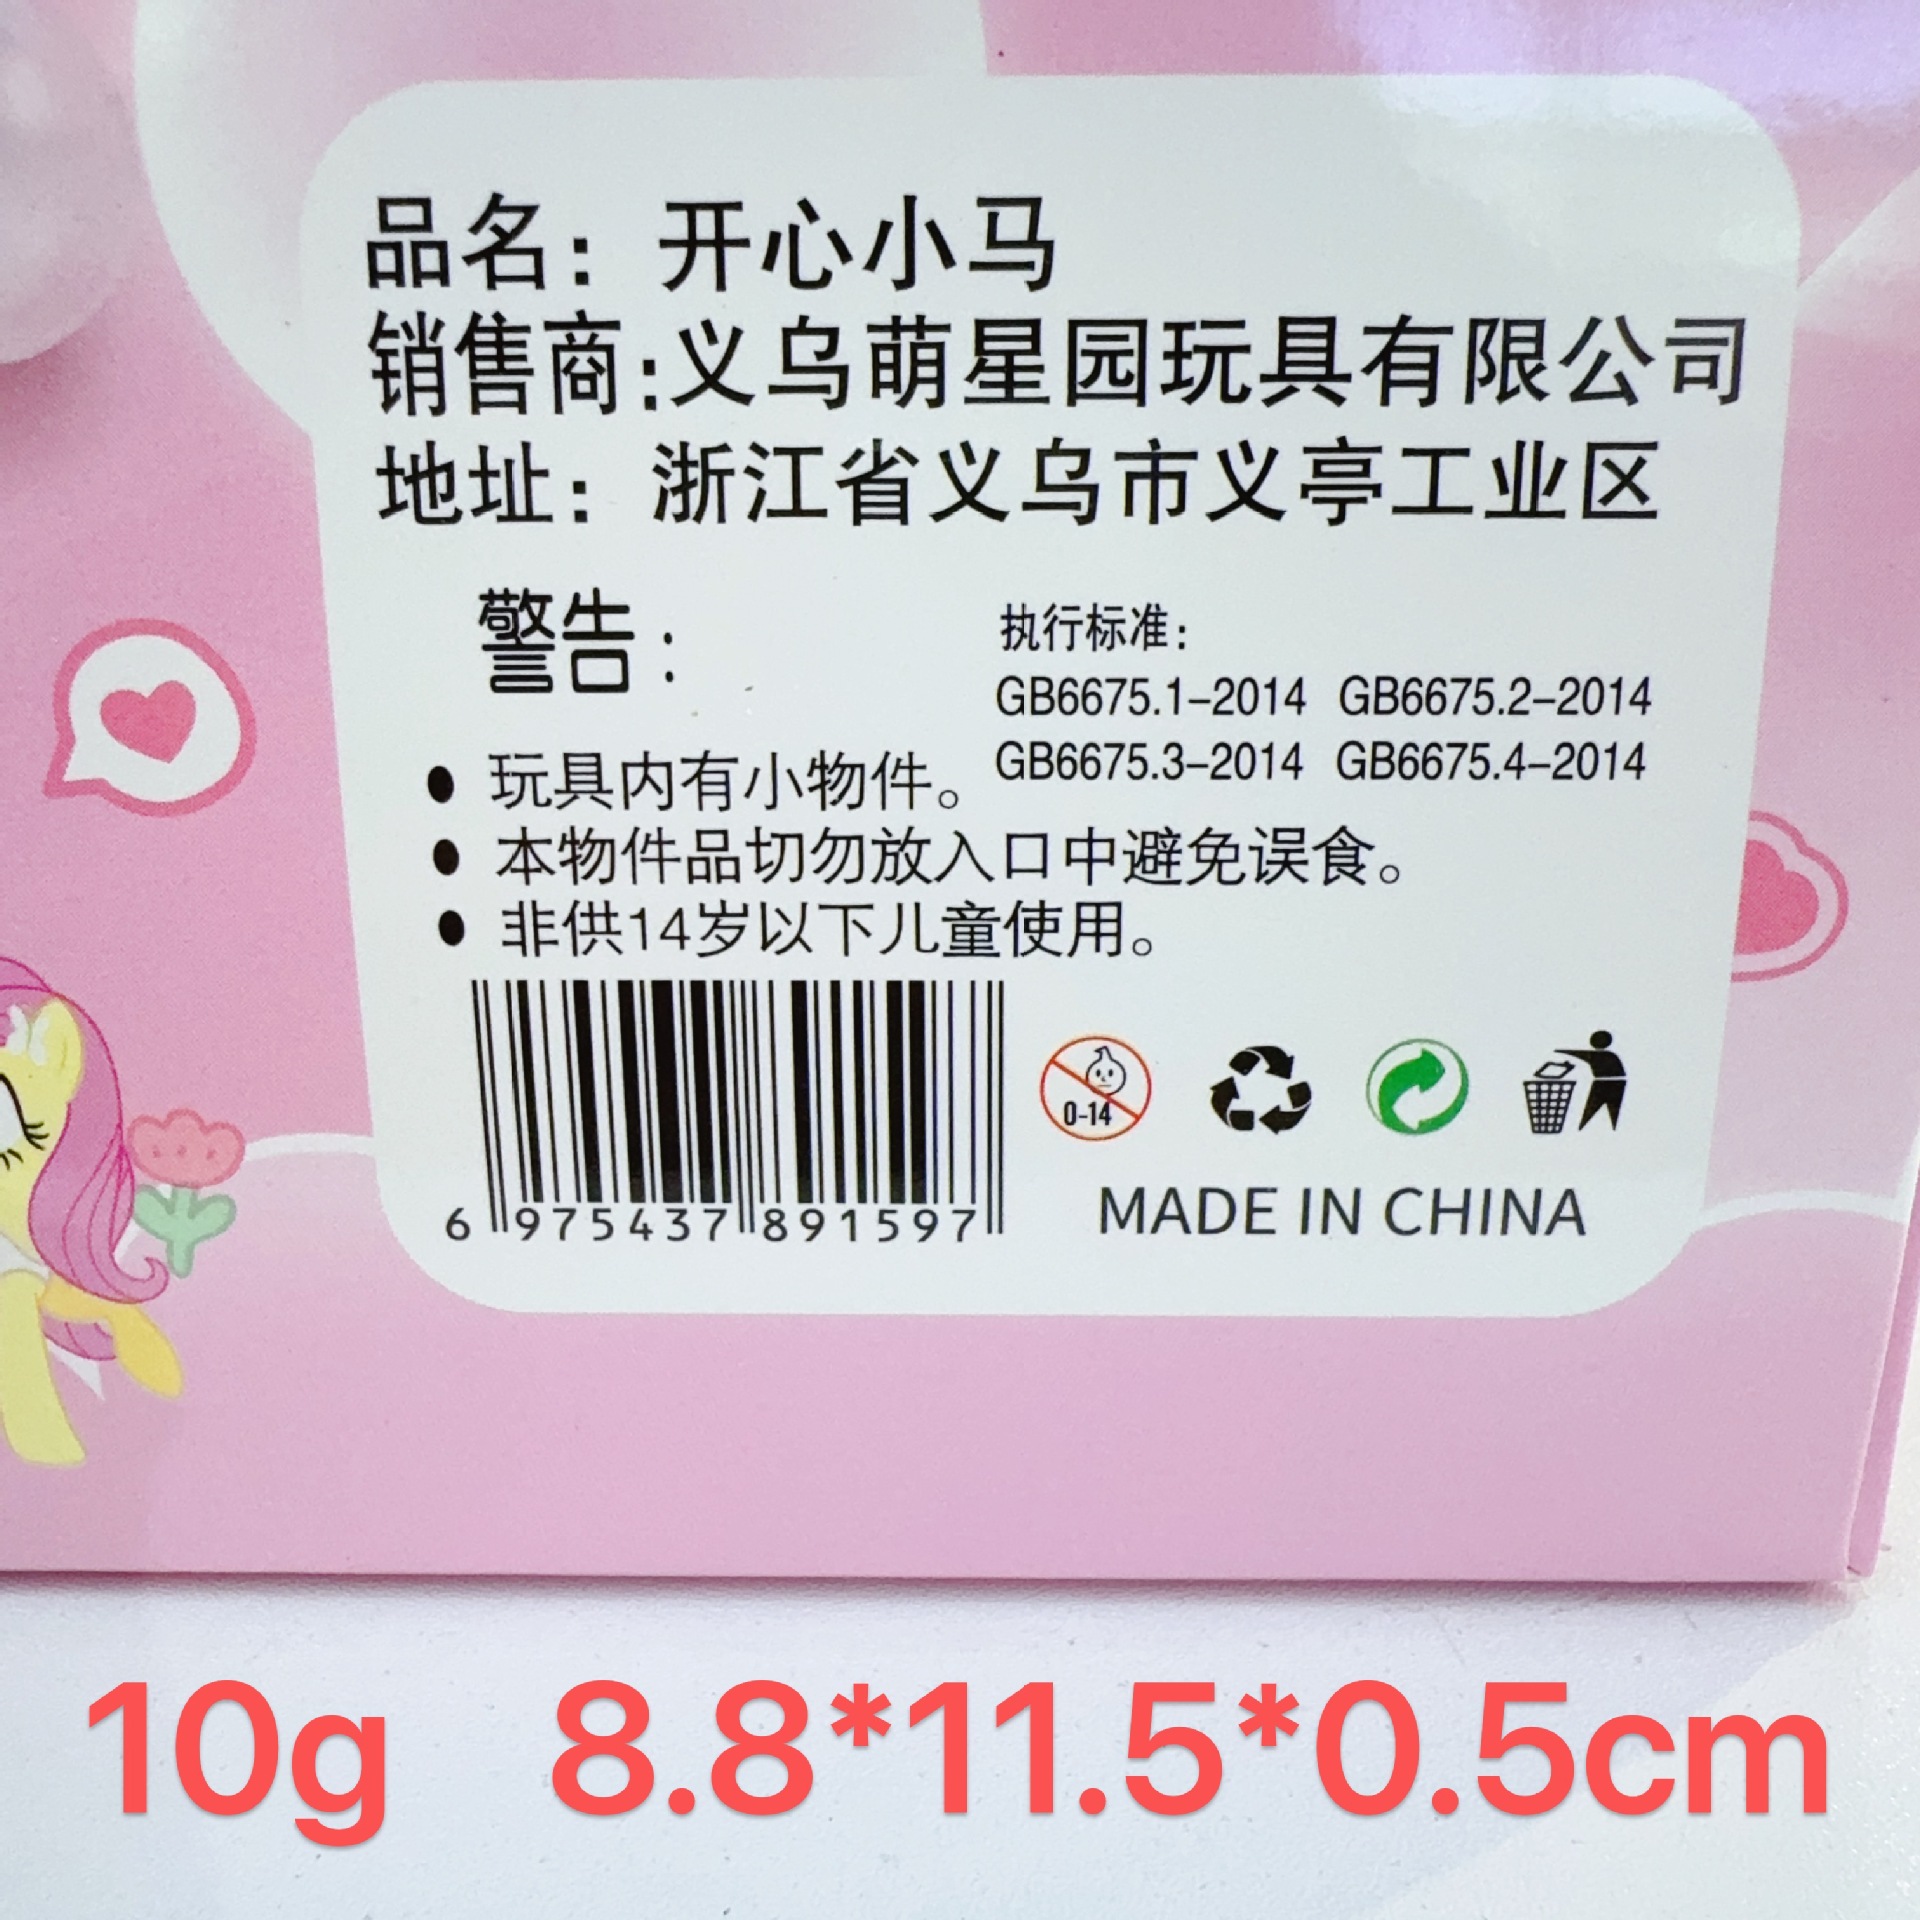 品名：开心小马
销售商:义乌萌星园玩具有限公司
地址：浙江省义乌市义亭工业区
警告：
执行标准：
GB6675.1-2014 GB6675.2-2014
GB6675.3-2014 GB6675.4-2014
● 玩具内有小物件。
● 本物件品切勿放入口中避免误食。
● 非供14岁以下儿童使用。
0-14
6 975437 891597
MADE IN CHINA
10g 8.8*11.5*0.5cm